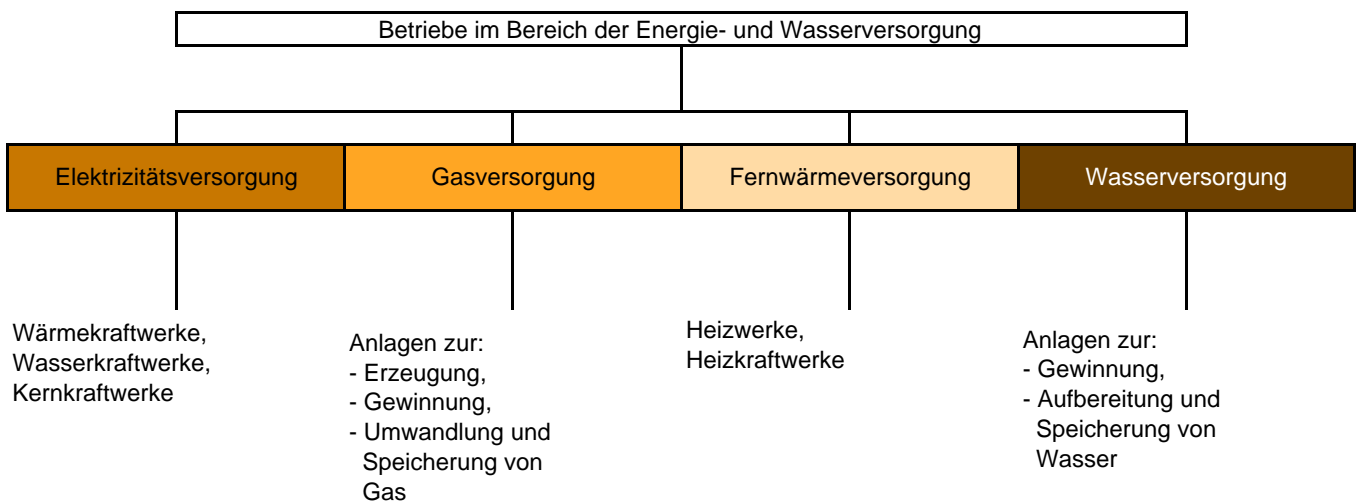 Betriebe im Bereich der Energie- und Wasserversorgung
Elektrizitätsversorgung
Gasversorgung
Fernwärmeversorgung
Wasserversorgung
Wärmekraftwerke,
Wasserkraftwerke,
Kernkraftwerke
Anlagen zur:
- Erzeugung,
- Gewinnung,
- Umwandlung und
Speicherung von
Gas
Heizwerke,
Heizkraftwerke
Anlagen zur:
- Gewinnung,
- Aufbereitung und
Speicherung von
Wasser